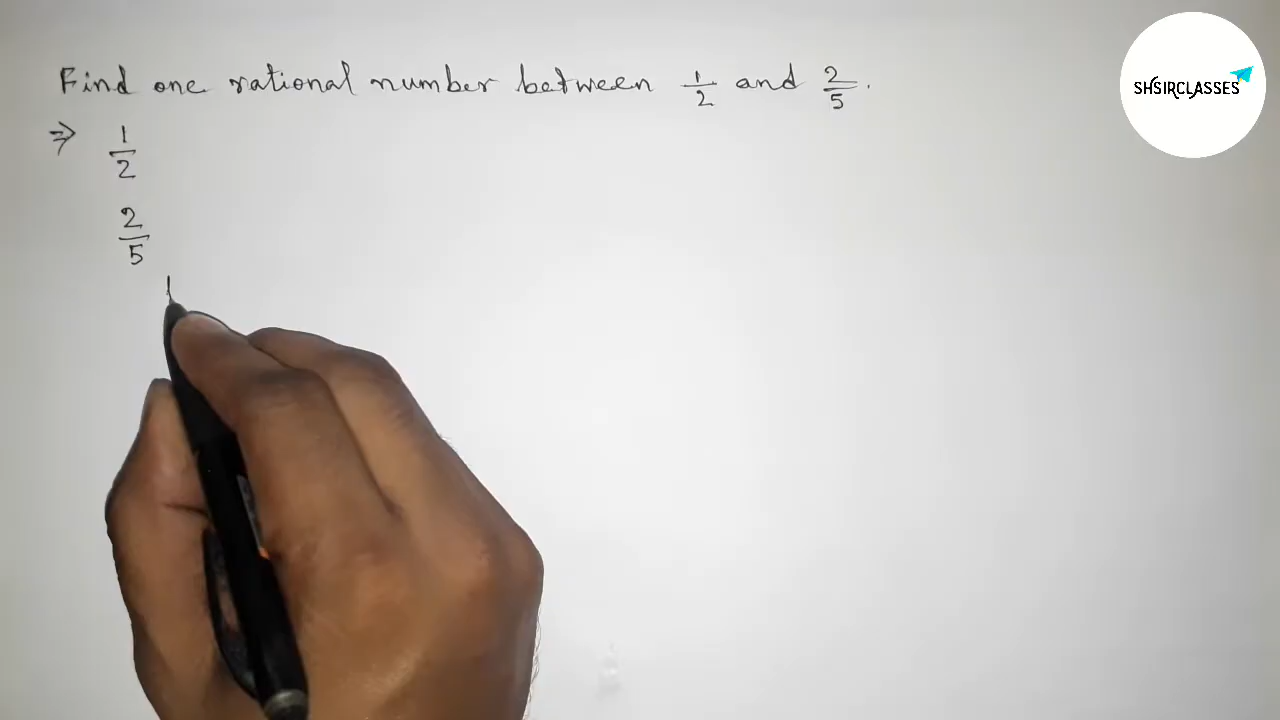 Find one rational number between 1/2 and 2/5.
⇒ 1/2
2/5
SHSIRCLASSES